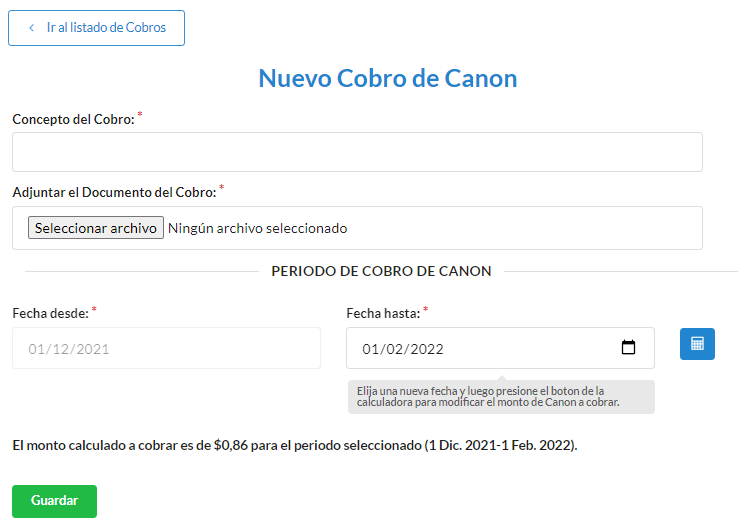 Ir al listado de Cobros
Nuevo Cobro de Canon
Concepto del Cobro: *
Adjuntar el Documento del Cobro: *
Seleccionar archivo Ningún archivo seleccionado
PERIODO DE COBRO DE CANON
Fecha desde: * Fecha hasta: *
01/12/2021 01/02/2022
Elija una nueva fecha y luego presione el boton de la
calculadora para modificar el monto de Canon a cobrar.
El monto calculado a cobrar es de $0,86 para el periodo seleccionado (1 Dic. 2021-1 Feb. 2022).
Guardar